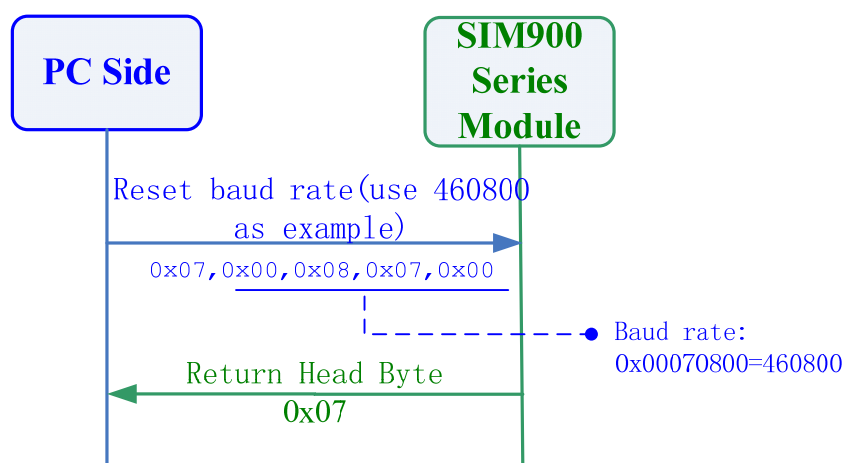 PC Side
SIM900
Series
Module
Reset baud rate(use 460800
as example)
0x07,0x00,0x08,0x07,0x00
Baud rate:
0x00070800=460800
Return Head Byte
0x07